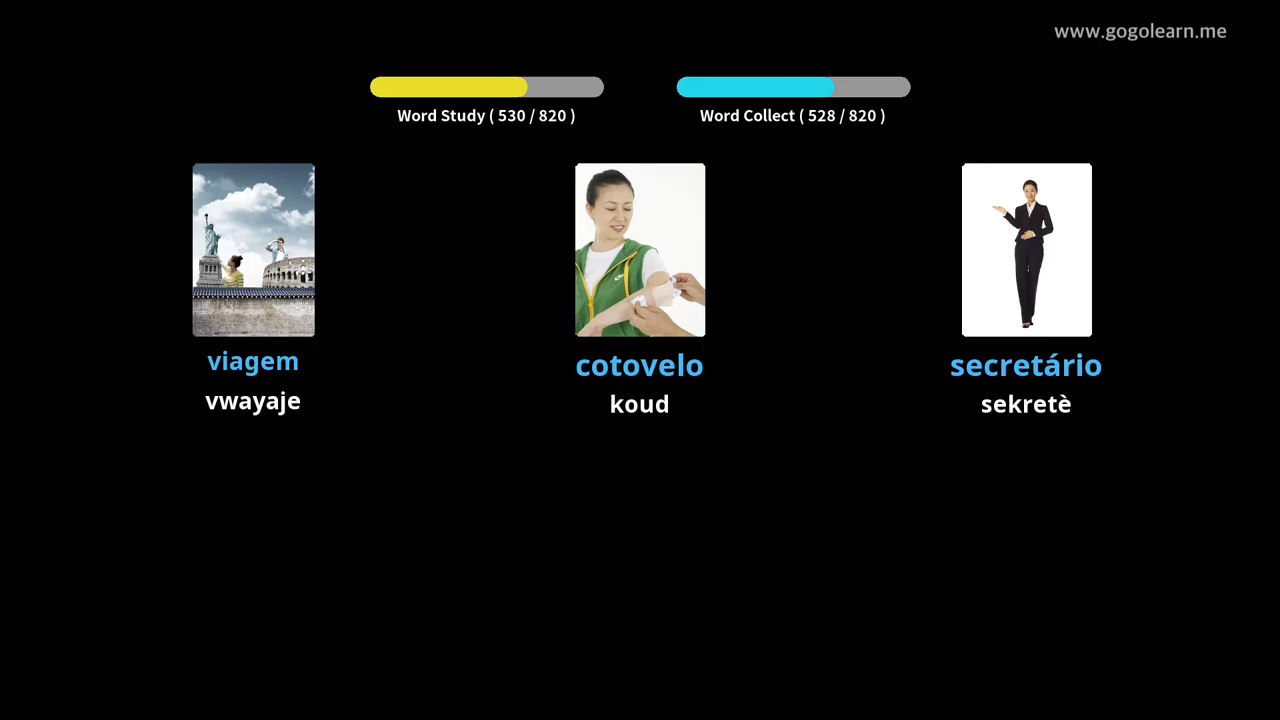 www.gogolearn.me
Word Study ( 530 / 820 )
Word Collect ( 528 / 820 )
viagem
vwayaje
cotovelo
koud
secretário
sekretè